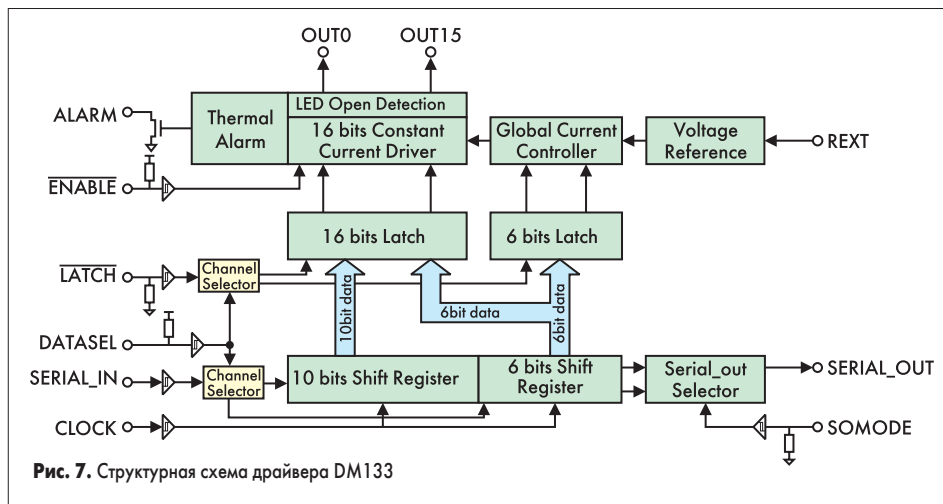 OUT0 OUT15
ALARM
Thermal
Alarm
LED Open Detection
16 bits Constant
Current Driver
Global Current
Controller
Voltage
Reference
REXT
ENABLE
16 bits Latch
6 bits Latch
LATCH
Channel
Selector
10bit data
6bit data
6bit data
DATASEL
SERIAL_IN
Channel
Selector
10 bits Shift Register
6 bits Shift
Register
Serial_out
Selector
SERIAL_OUT
CLOCK
SOMODE
Рис. 7. Структурная схема драйвера DM133